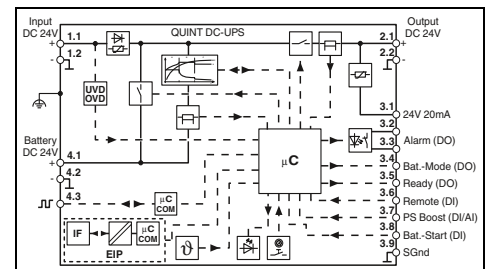 Input
DC 24V
QUINT DC-UPS
Output
DC 24V
1.1
+
1.2
-
2.1
+
2.2
-
UVD
OVD
3.1
24V 20mA
3.2
3.3
Alarm (DO)
Battery
DC 24V
4.1
+
4.2
-
4.3
µC
3.4
Bat.-Mode (DO)
3.5
Ready (DO)
3.6
Remote (DI)
3.7
PS Boost (DI/AI)
3.8
Bat.-Start (DI)
3.9
SGnd
µC
COM
IF
µC
COM
EIP
ϑ